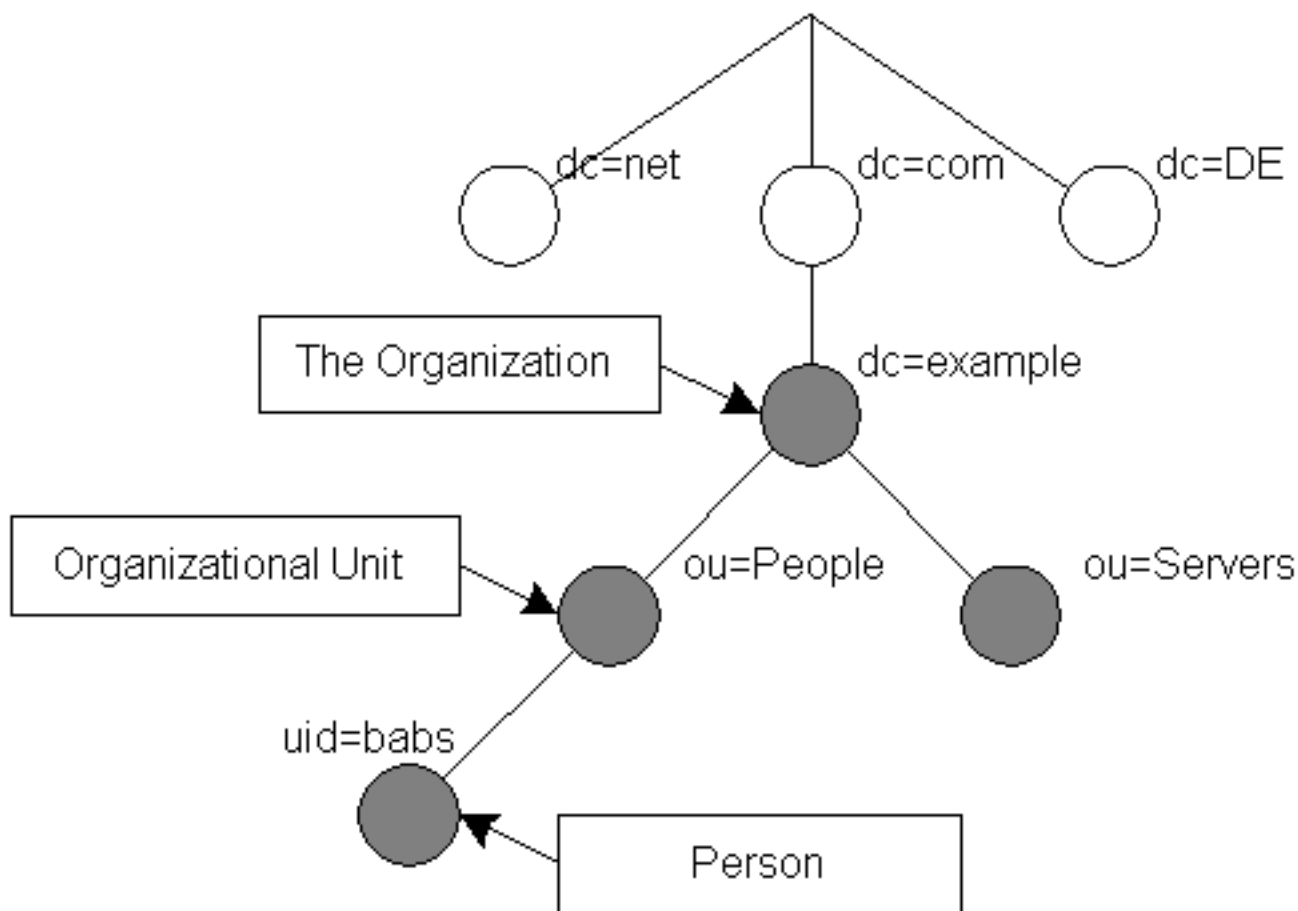 dc=net
dc=com
dc=DE
The Organization
dc=example
Organizational Unit
ou=People
ou=Servers
uid=babs
Person